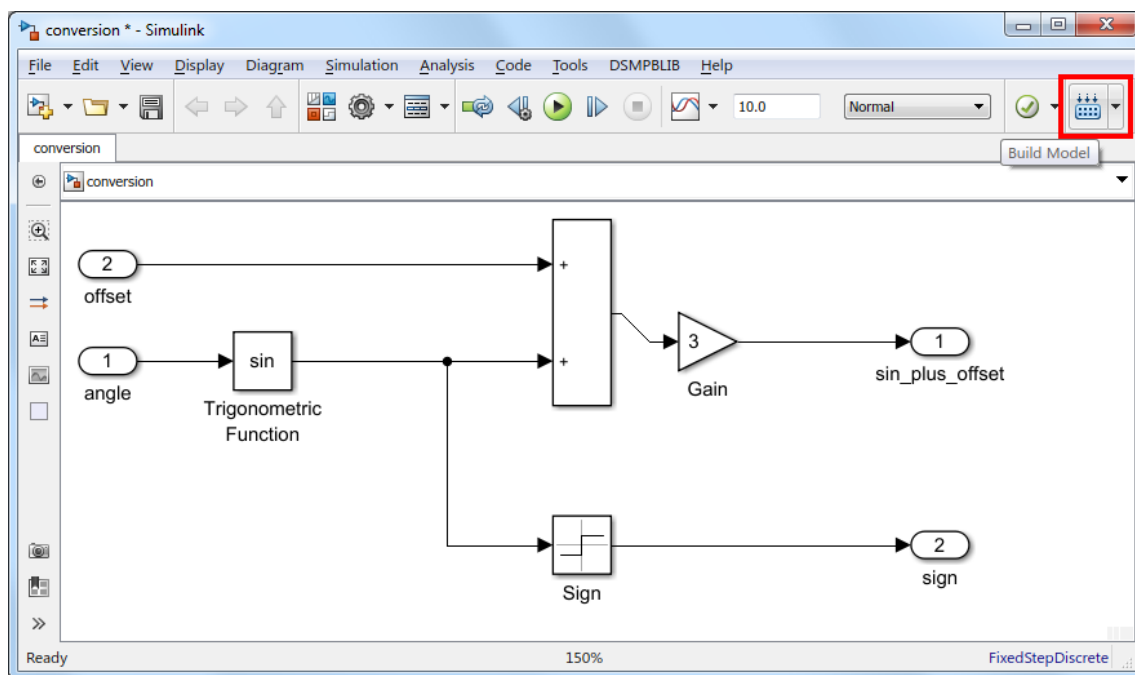 conversion * - Simulink
File Edit View Display Diagram Simulation Analysis Code Tools DSMPBLIB Help
10.0 Normal
conversion
Build Model
conversion
2
+
offset
3
1
sin
1
+
Gain
sin_plus_offset
angle
Trigonometric
Function
2
Sign
sign
Ready 150% FixedStepDiscrete